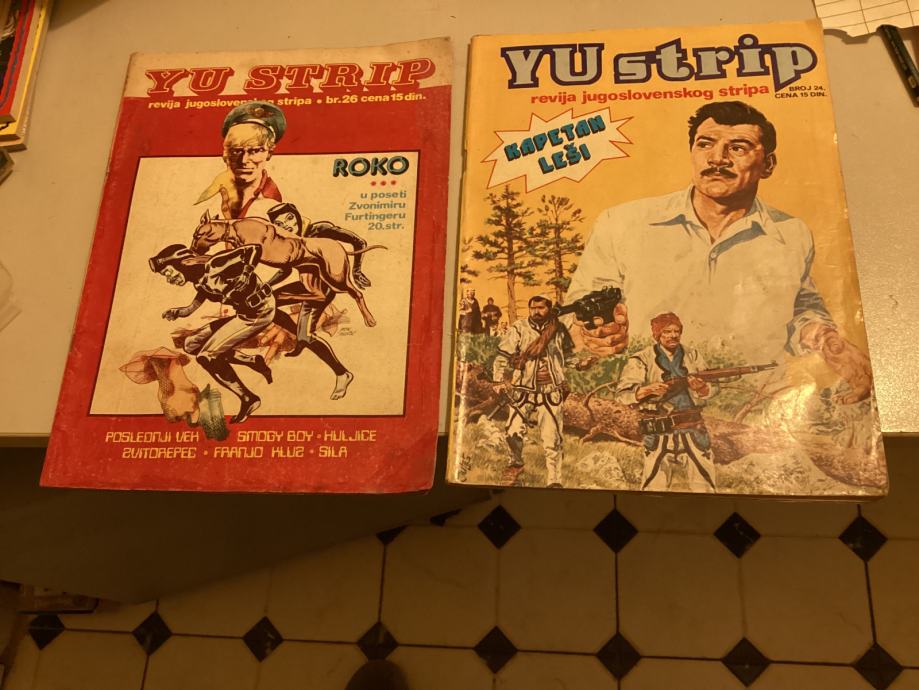 YU STRIP
revija jugoslovenskog stripa • br. 26 cena 15 din.
ROKO
u poseti
Zvonimiru
Furtingeru
20.str.
POSLEDNJI VEK • SMOGY BOY • HULJICE
ZVITOREPEC • FRANJO KLUZ • SILA
YU strip
revija jugoslovenskog stripa
BROJ 24.
CENA 15 DIN.
KAPETAN
LEŠI